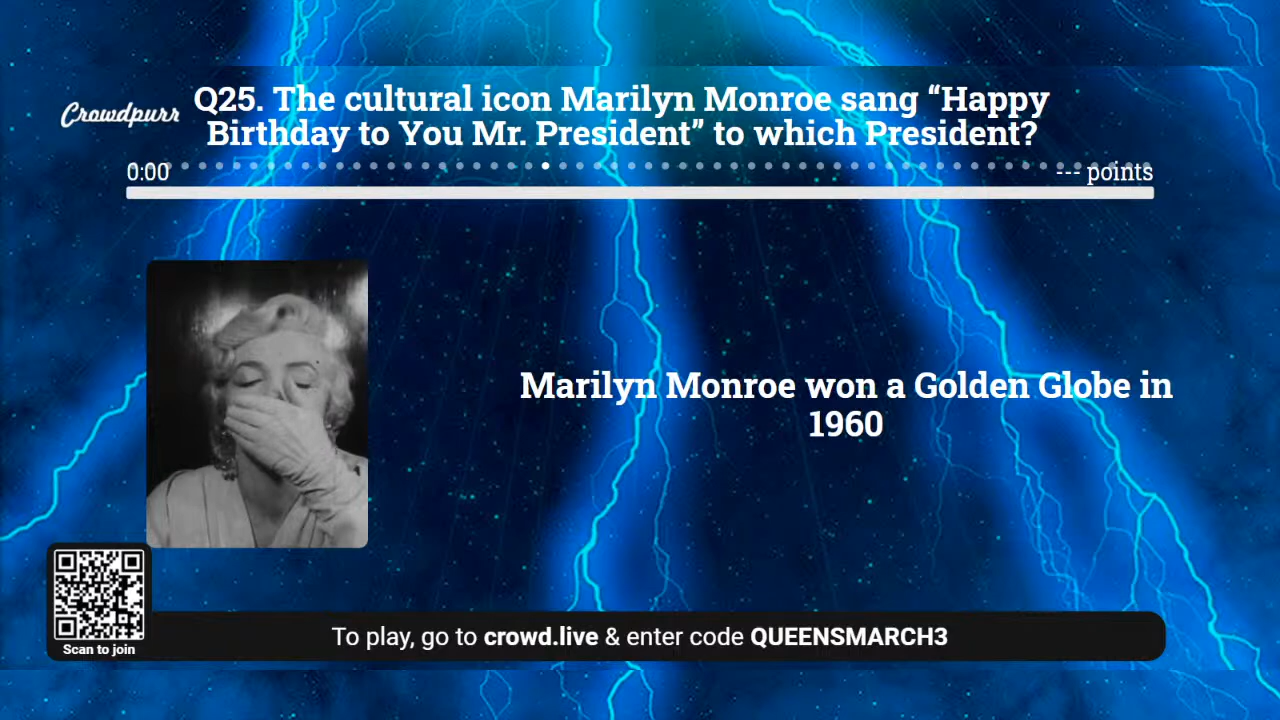 Crowdpurr
Q25. The cultural icon Marilyn Monroe sang “Happy
Birthday to You Mr. President” to which President?
0:00
--- points
Marilyn Monroe won a Golden Globe in
1960
Scan to join
To play, go to crowd.live & enter code QUEENSMARCH3